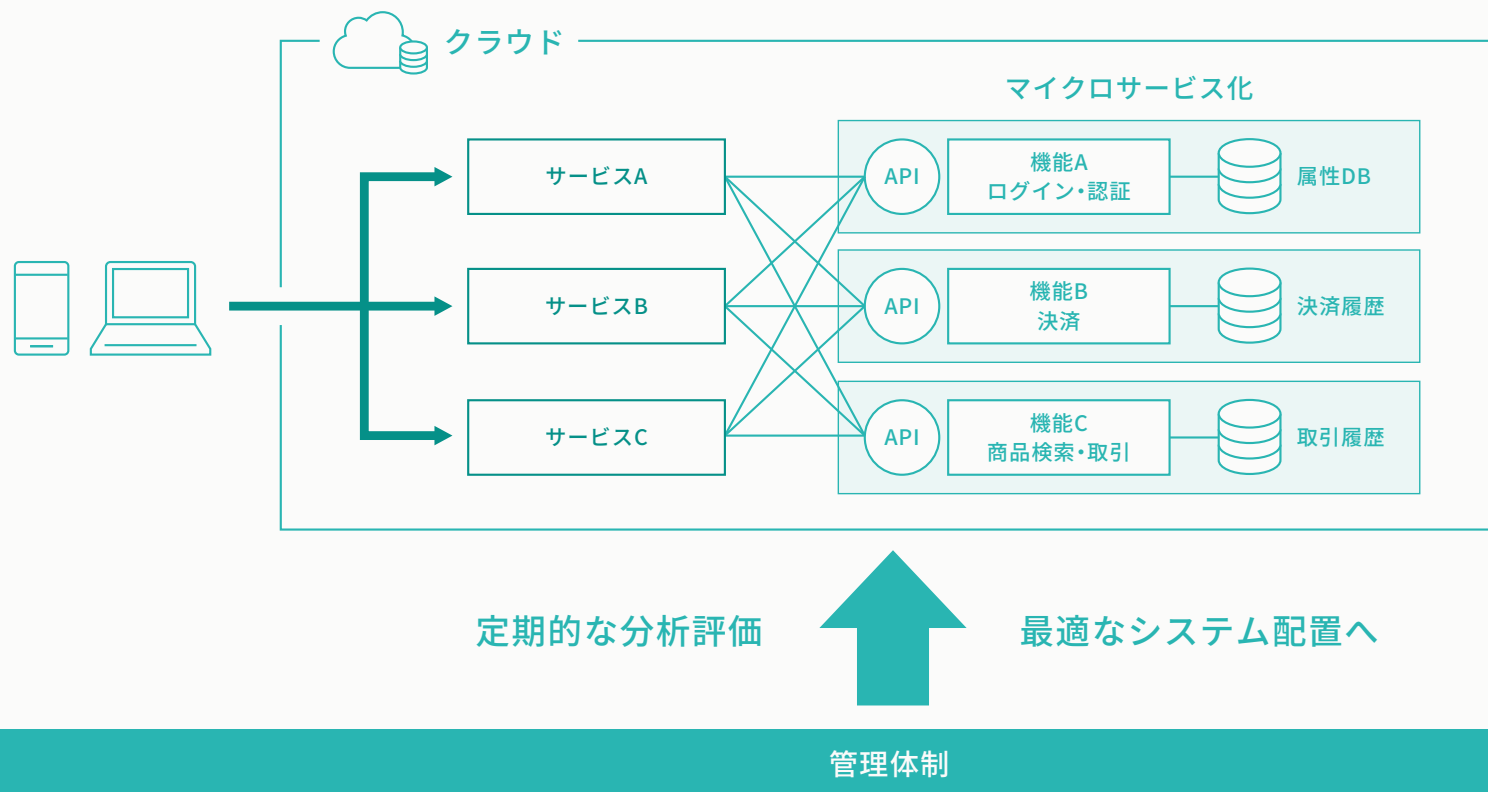 クラウド
マイクロサービス化
サービスA
API
機能A
ログイン・認証
属性DB
サービスB
API
機能B
決済
決済履歴
サービスC
API
機能C
商品検索・取引
取引履歴
定期的な分析評価
最適なシステム配置へ
管理体制